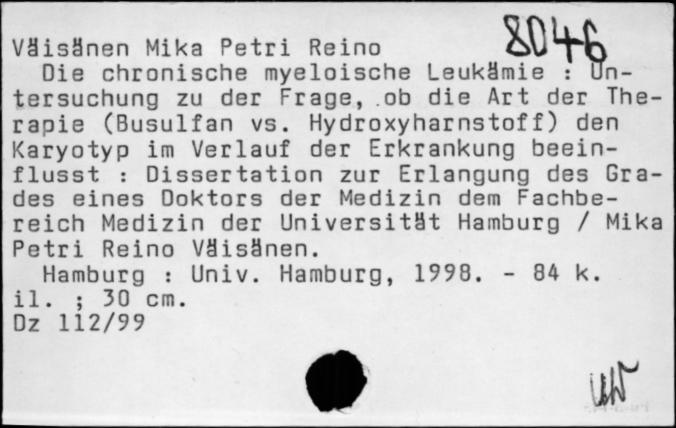 8046
Väisänen Mika Petri Reino
Die chronische myeloische Leukämie : Un-
tersuchung zu der Frage, ob die Art der The-
rapie (Busulfan vs. Hydroxyharnstoff) den
Karyotyp im Verlauf der Erkrankung beein-
flusst : Dissertation zur Erlangung des Gra-
des eines Doktors der Medizin dem Fachbe-
reich Medizin der Universität Hamburg / Mika
Petri Reino Väisänen.
Hamburg : Univ. Hamburg, 1998. - 84 k.
il. ; 30 cm.
Dz 112/99